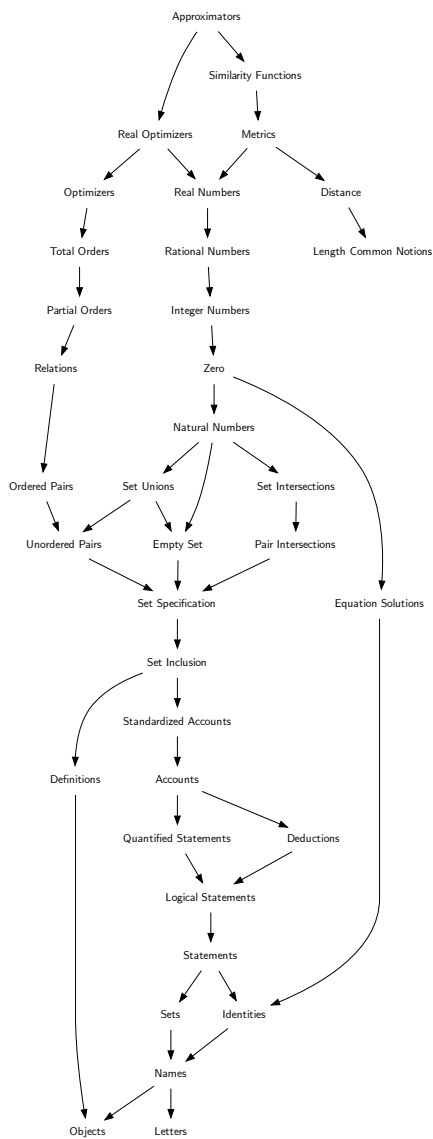 Approximators
Similarity Functions
Real Optimizers
Metrics
Optimizers
Real Numbers
Distance
Total Orders
Rational Numbers
Length Common Notions
Partial Orders
Integer Numbers
Relations
Zero
Natural Numbers
Ordered Pairs
Set Unions
Set Intersections
Unordered Pairs
Empty Set
Pair Intersections
Set Specification
Equation Solutions
Set Inclusion
Standardized Accounts
Definitions
Accounts
Quantified Statements
Deductions
Logical Statements
Statements
Sets
Identities
Names
Objects
Letters